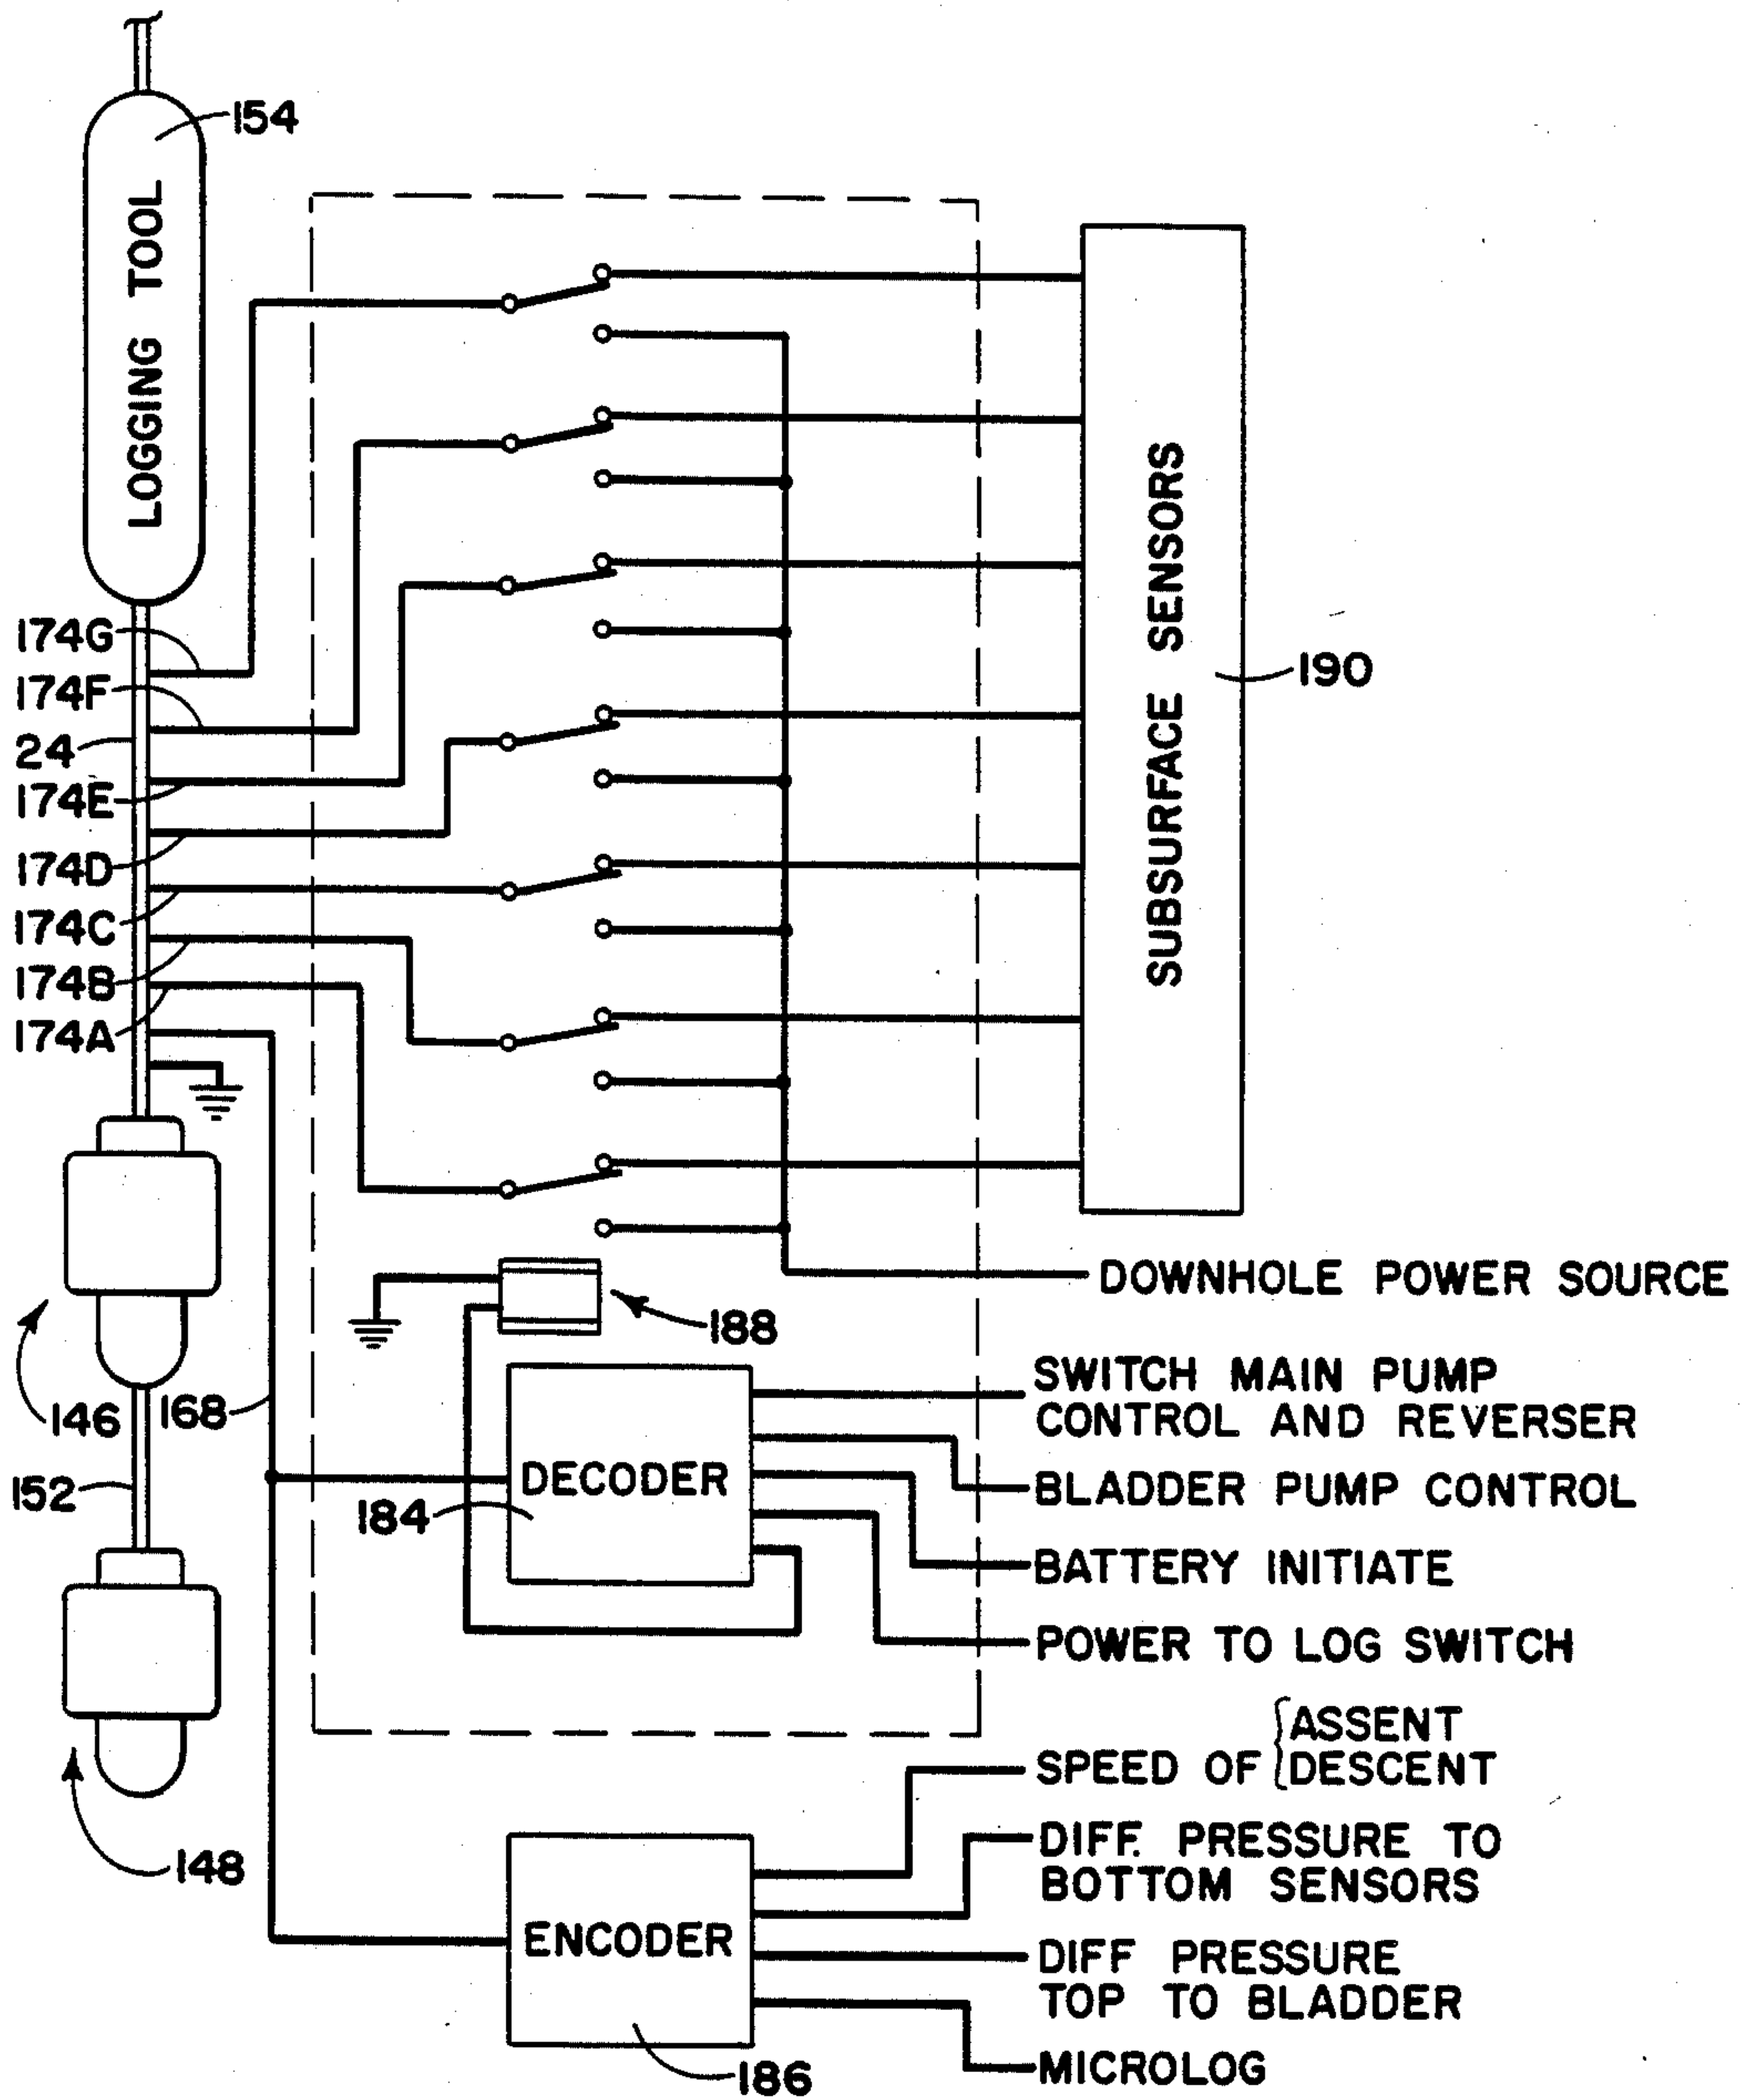 154
LOGGING TOOL
174G
174F
24
174E
174D
174C
174B
174A
SUBSURFACE SENSORS
190
DOWNHOLE POWER SOURCE
188
146
168
SWITCH MAIN PUMP
CONTROL AND REVERSER
DECODER
184
152
BLADDER PUMP CONTROL
BATTERY INITIATE
POWER TO LOG SWITCH
148
SPEED OF { ASSENT
DESCENT
ENCODER
186
DIFF. PRESSURE TO
BOTTOM SENSORS
DIFF PRESSURE
TOP TO BLADDER
MICROLOG